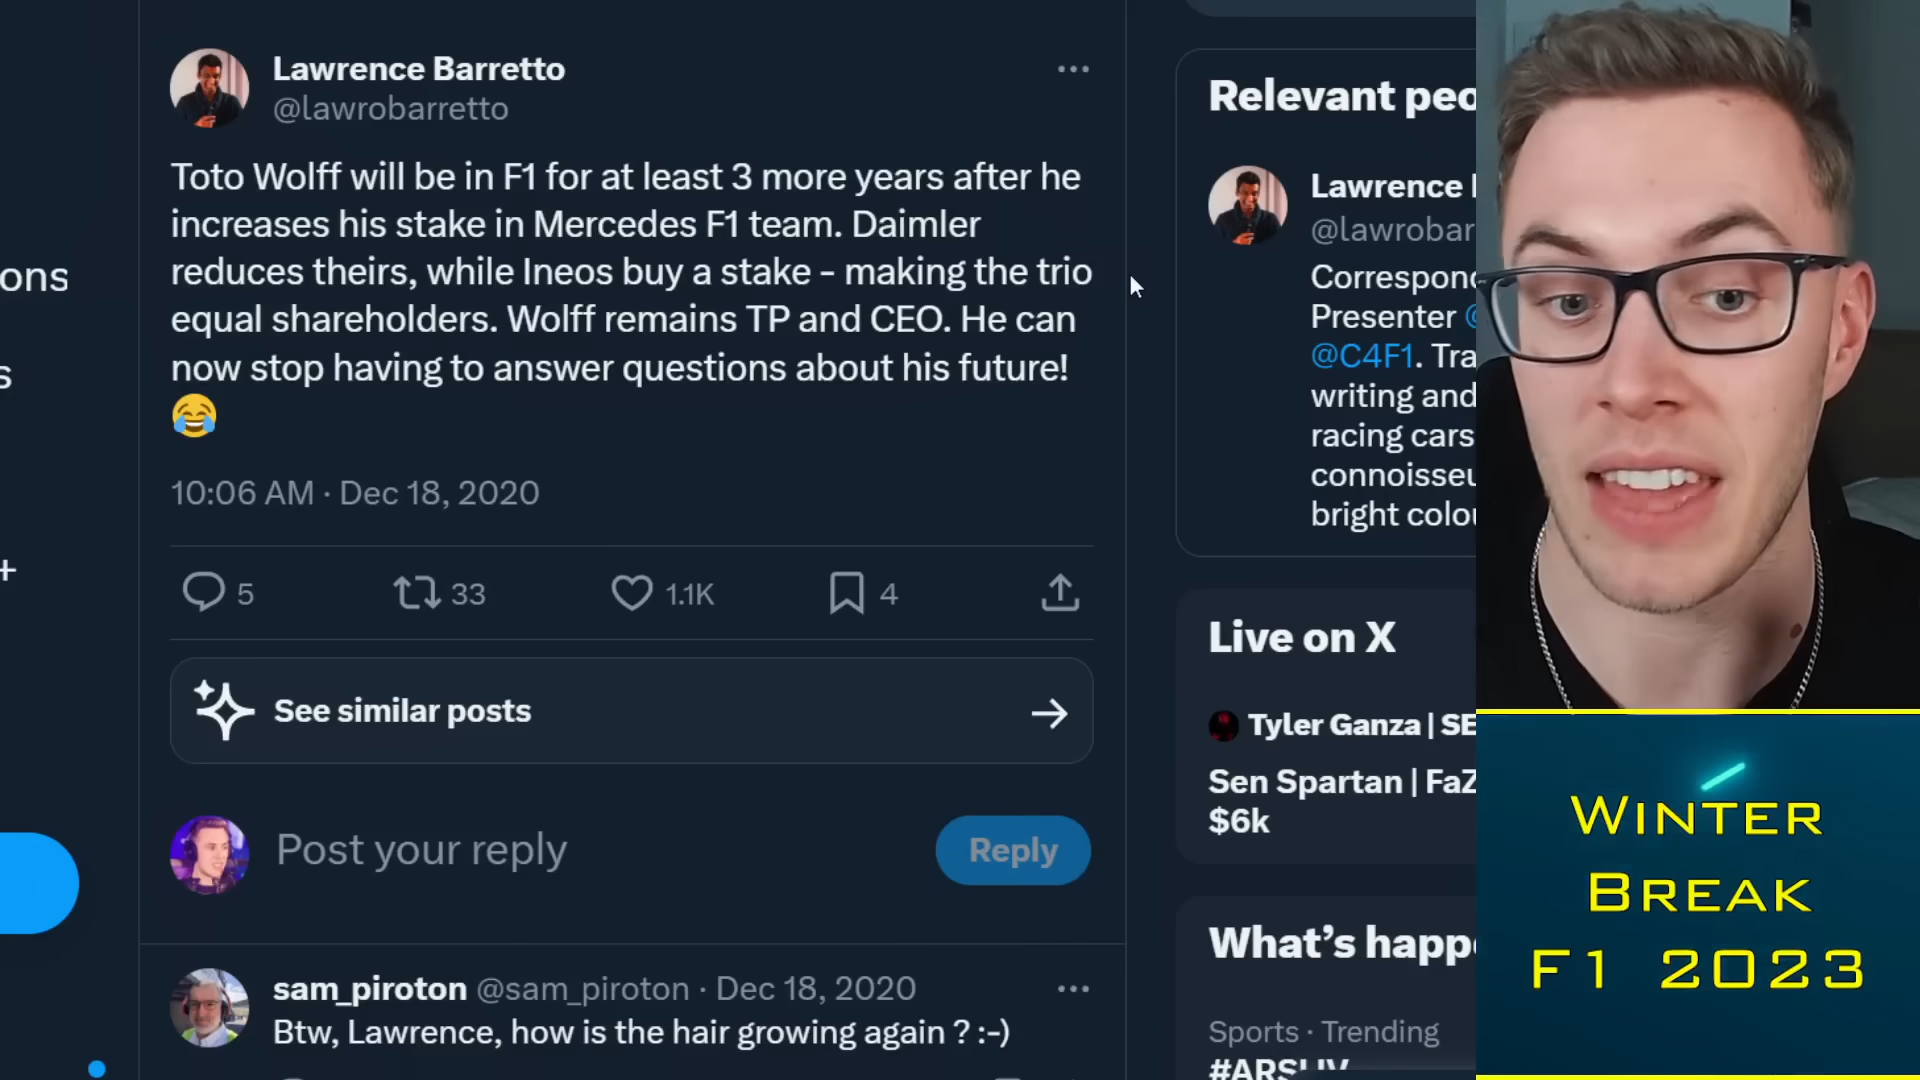 Lawrence Barretto
@lawrobarretto
Toto Wolff will be in F1 for at least 3 more years after he
increases his stake in Mercedes F1 team. Daimler
reduces theirs, while Ineos buy a stake - making the trio
equal shareholders. Wolff remains TP and CEO. He can
now stop having to answer questions about his future!
😂
10:06 AM · Dec 18, 2020
5 33 1.1K 4
See similar posts
Post your reply
Reply
sam_piroton @sam_piroton · Dec 18, 2020
Btw, Lawrence, how is the hair growing again ? :-)
ons
s
+
Relevant peo
Lawrence
@lawrobar
Correspon
Presenter @
@C4F1. Tra
writing and
racing cars
connoisseu
bright colou
Live on X
Tyler Ganza | SE
Sen Spartan | FaZ
$6k
What's happe
Sports · Trending
WINTER
BREAK
F1 2023